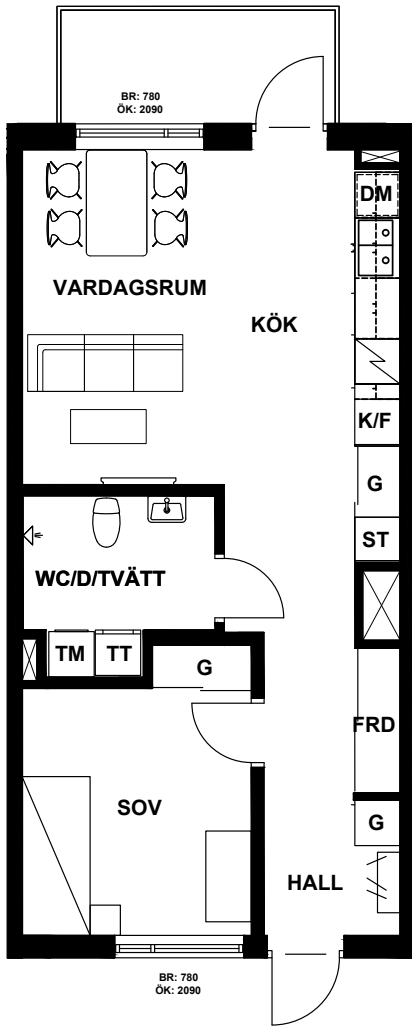 BR: 780
ÖK: 2090
DM
VARDAGSRUM
KÖK
K/F
G
ST
WC/D/TVÄTT
TM
TT
G
FRD
SOV
G
HALL
BR: 780
ÖK: 2090